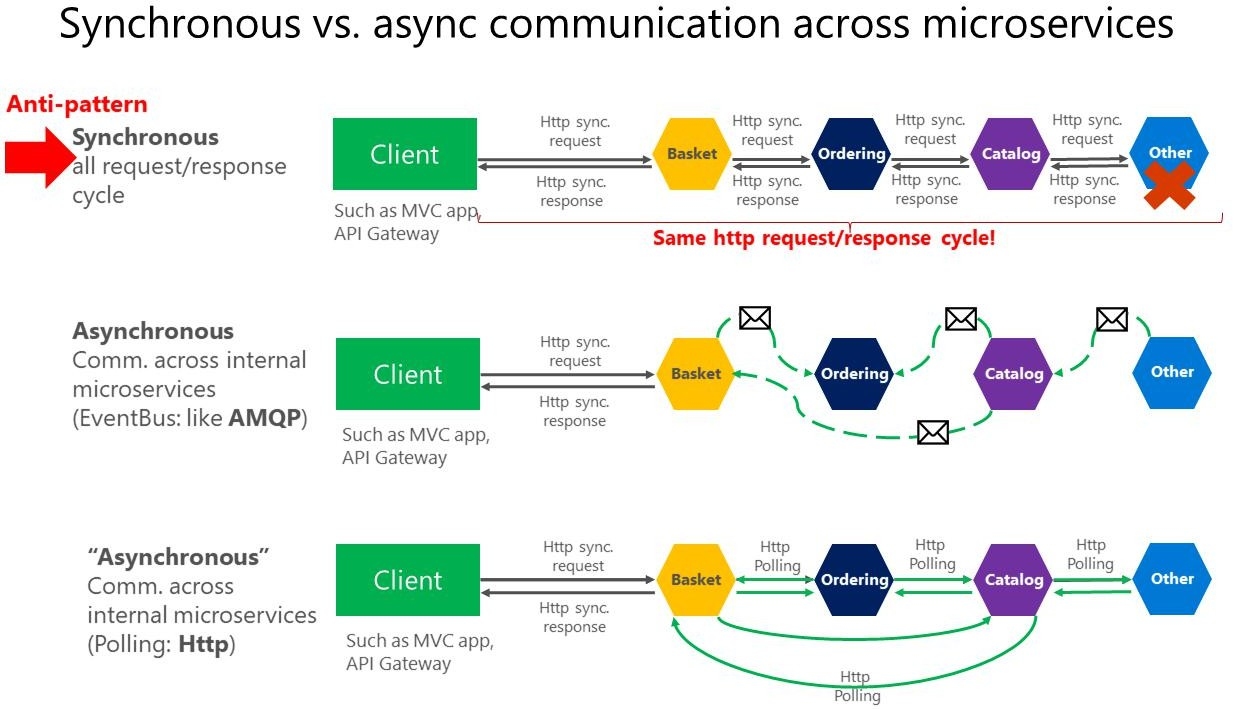 Synchronous vs. async communication across microservices
Anti-pattern
Synchronous
all request/response
cycle
Client
Such as MVC app,
API Gateway
Http sync.
request
Http sync.
response
Basket
Http sync.
request
Http sync.
response
Ordering
Http sync.
request
Http sync.
response
Catalog
Http sync.
request
Http sync.
response
Other
Same http request/response cycle!
Asynchronous
Comm. across internal
microservices
(EventBus: like AMQP)
Client
Such as MVC app,
API Gateway
Http sync.
request
Http sync.
response
Basket
Ordering
Catalog
Other
“Asynchronous”
Comm. across
internal microservices
(Polling: Http)
Client
Such as MVC app,
API Gateway
Http sync.
request
Http sync.
response
Basket
Http
Polling
Ordering
Http
Polling
Catalog
Http
Polling
Other
Http
Polling